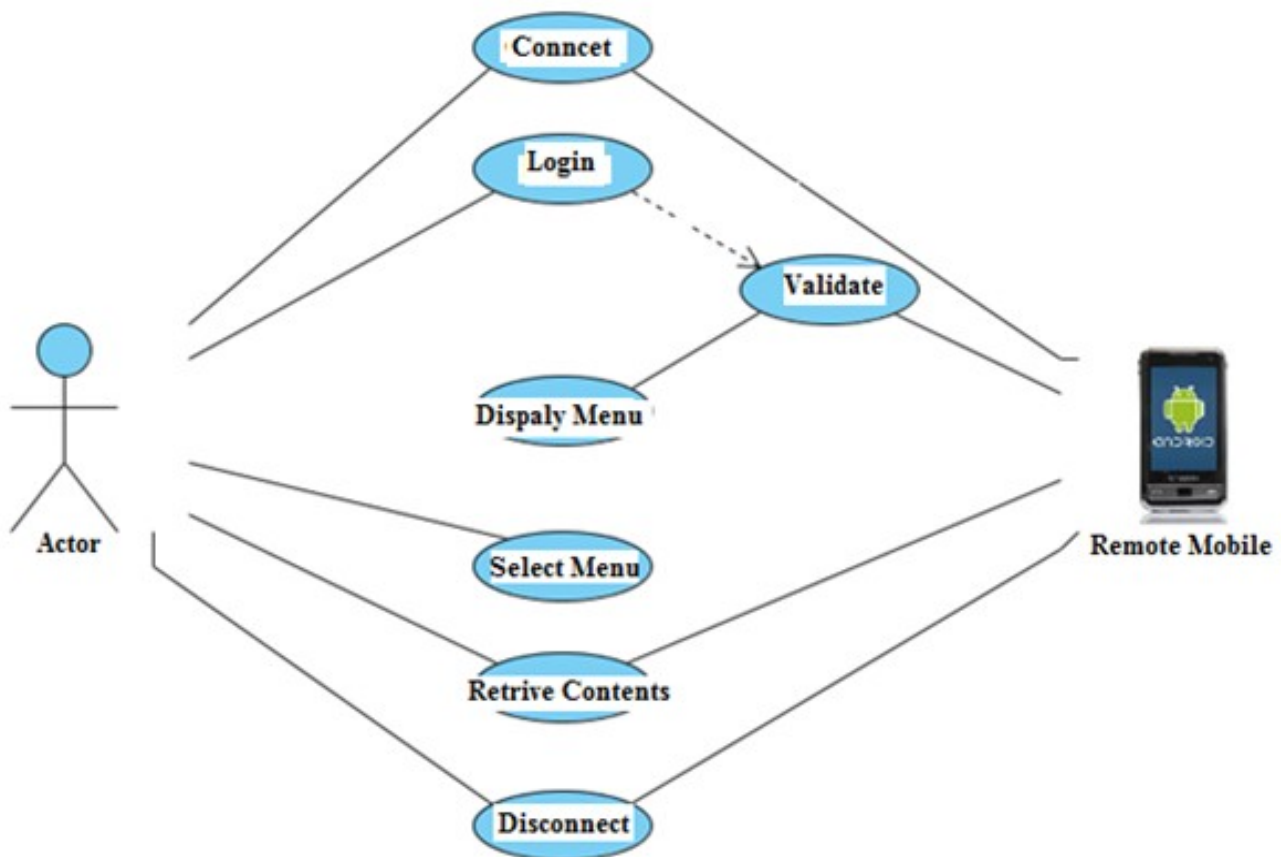 Conncet
Login
Validate
Dispaly Menu
Actor
Select Menu
Remote Mobile
Retrive Contents
Disconnect